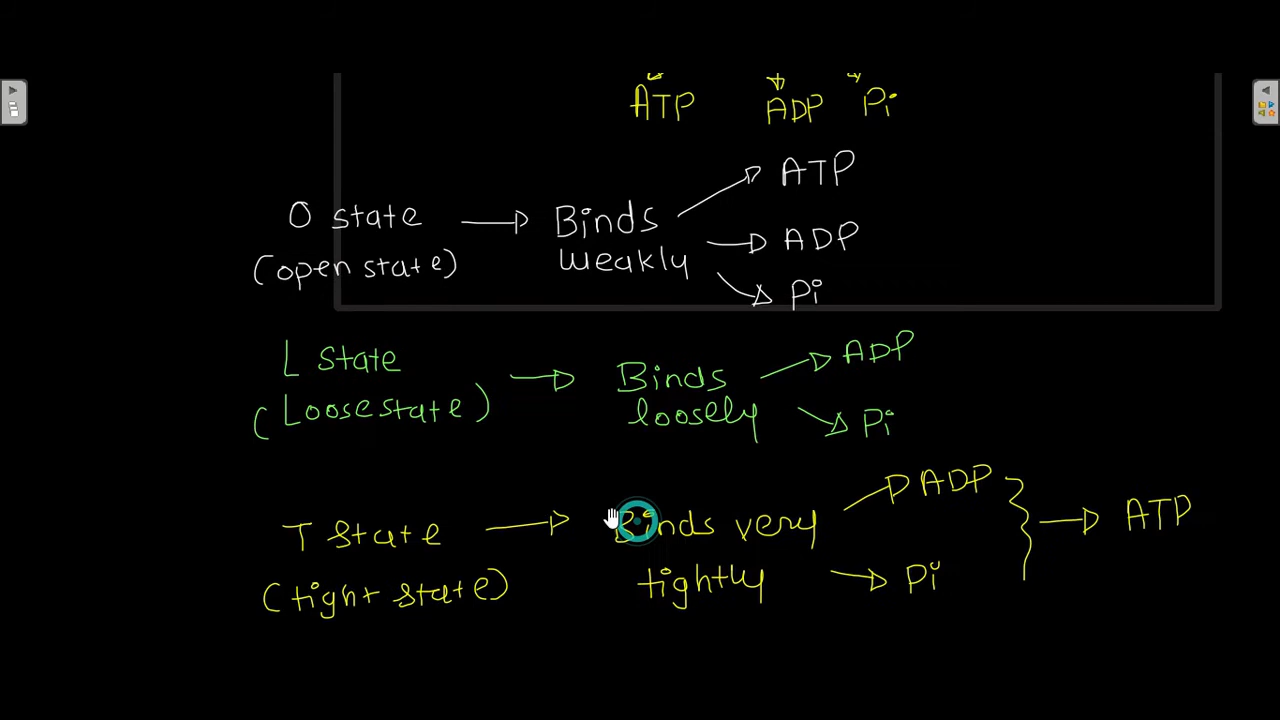 ATP ADP Pi
O state → Binds weakly → ATP
→ ADP
(open state) → Pi
L State → Binds loosely → ADP
(Loose state) → Pi
T State → Binds very tightly → ADP } → ATP
(tight state) → Pi